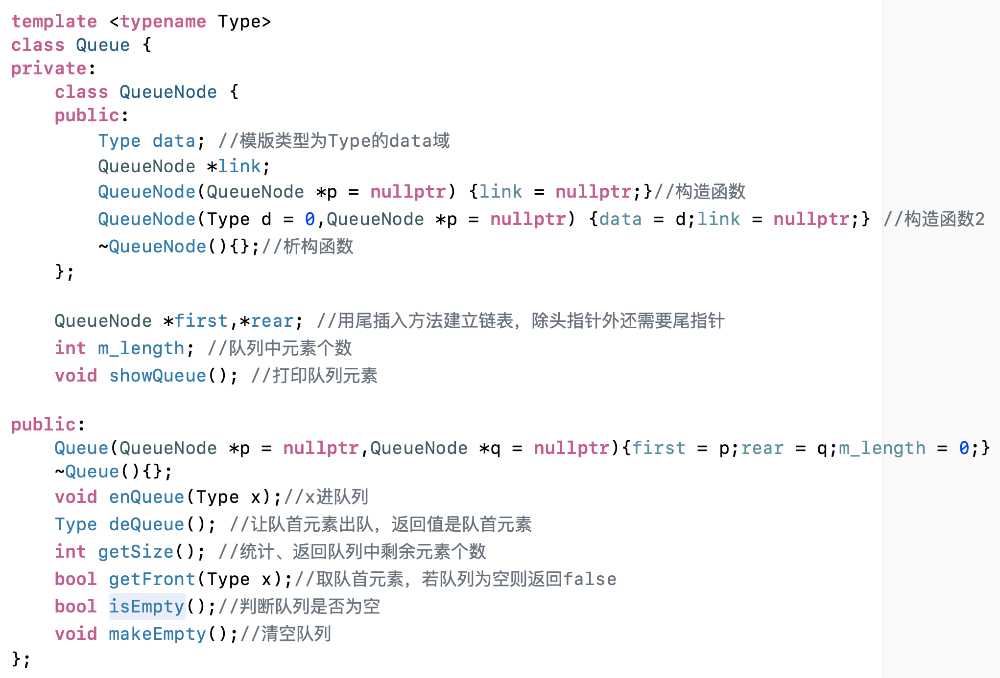 template <typename Type>
class Queue {
private:
    class QueueNode {
    public:
        Type data; //模版类型为Type的data域
        QueueNode *link;
        QueueNode(QueueNode *p = nullptr) {link = nullptr;}//构造函数
        QueueNode(Type d = 0,QueueNode *p = nullptr) {data = d;link = nullptr;} //构造函数2
        ~QueueNode(){};//析构函数
    };
    QueueNode *first,*rear; //用尾插入方法建立链表，除头指针外还需要尾指针
    int m_length; //队列中元素个数
    void showQueue(); //打印队列元素
public:
    Queue(QueueNode *p = nullptr,QueueNode *q = nullptr){first = p;rear = q;m_length = 0;}
    ~Queue(){};
    void enQueue(Type x);//x进队列
    Type deQueue(); //让队首元素出队，返回值是队首元素
    int getSize(); //统计、返回队列中剩余元素个数
    bool getFront(Type x);//取队首元素，若队列为空则返回false
    bool isEmpty();//判断队列是否为空
    void makeEmpty();//清空队列
};